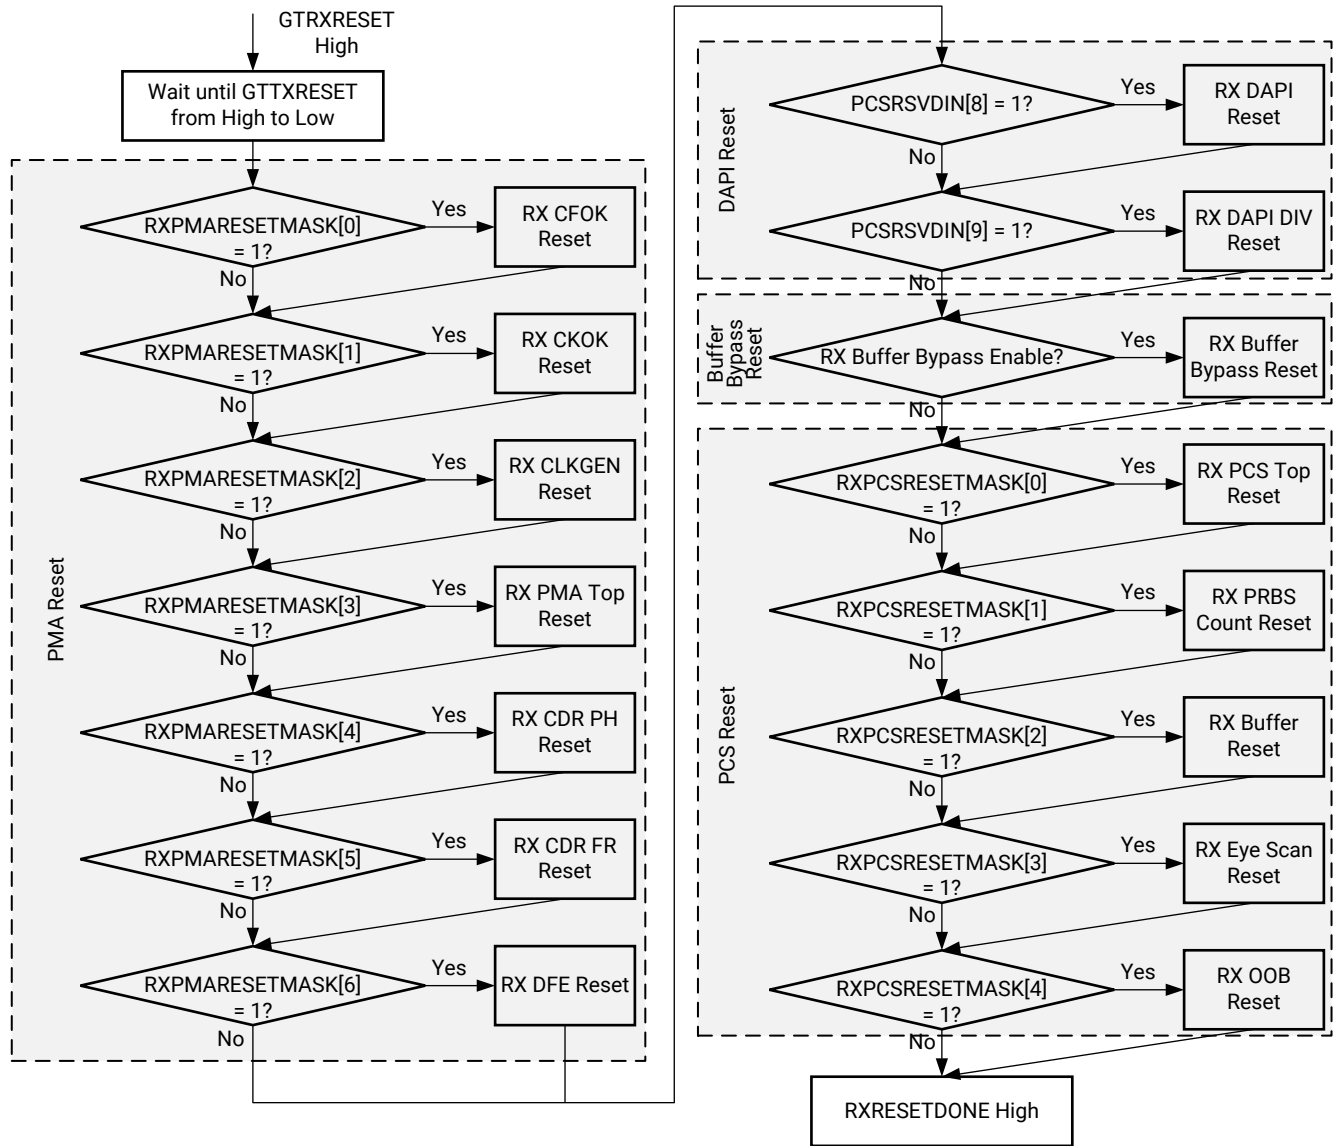 GTRXRESET
High
Wait until GTTXRESET
from High to Low
PMA Reset
RXPMARESETMASK[0]
= 1?
Yes
RX CFOK
Reset
No
RXPMARESETMASK[1]
= 1?
Yes
RX CKOK
Reset
No
RXPMARESETMASK[2]
= 1?
Yes
RX CLKGEN
Reset
No
RXPMARESETMASK[3]
= 1?
Yes
RX PMA Top
Reset
No
RXPMARESETMASK[4]
= 1?
Yes
RX CDR PH
Reset
No
RXPMARESETMASK[5]
= 1?
Yes
RX CDR FR
Reset
No
RXPMARESETMASK[6]
= 1?
Yes
RX DFE Reset
No
DAPI Reset
PCSRSVDIN[8] = 1?
Yes
RX DAPI
Reset
No
PCSRSVDIN[9] = 1?
Yes
RX DAPI DIV
Reset
No
Buffer
Bypass
Reset
RX Buffer Bypass Enable?
Yes
RX Buffer
Bypass Reset
No
PCS Reset
RXPCSRESETMASK[0]
= 1?
Yes
RX PCS Top
Reset
No
RXPCSRESETMASK[1]
= 1?
Yes
RX PRBS
Count Reset
No
RXPCSRESETMASK[2]
= 1?
Yes
RX Buffer
Reset
No
RXPCSRESETMASK[3]
= 1?
Yes
RX Eye Scan
Reset
No
RXPCSRESETMASK[4]
= 1?
Yes
RX OOB
Reset
No
RXRESETDONE High